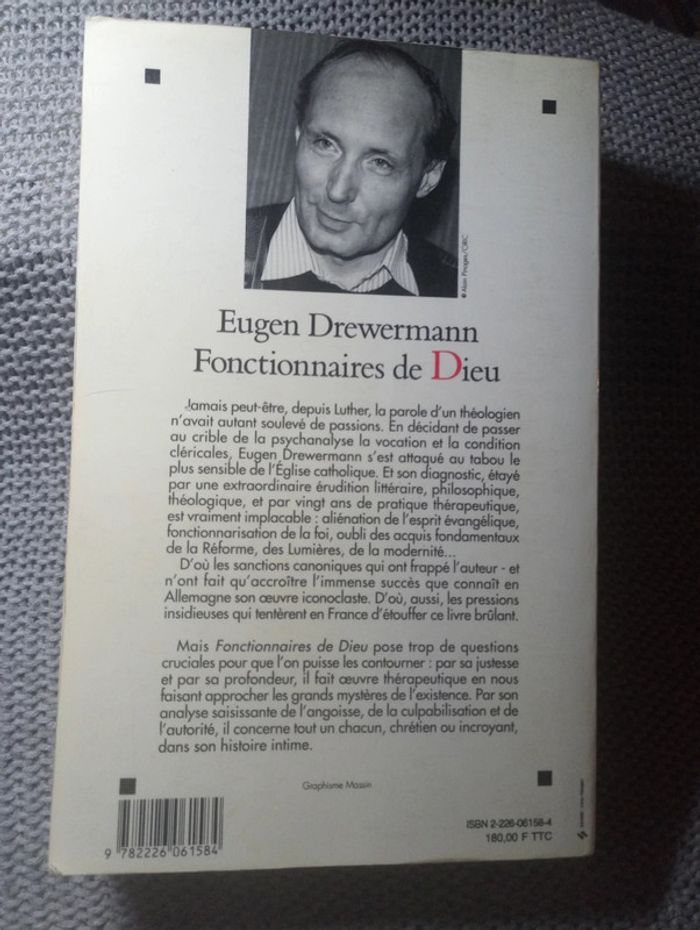 © Alain Pinoges/CIRIC
Eugen Drewermann
Fonctionnaires de Dieu
Jamais peut-être, depuis Luther, la parole d'un théologien
n'avait autant soulevé de passions. En décidant de passer
au crible de la psychanalyse la vocation et la condition
cléricales, Eugen Drewermann s'est attaqué au tabou le
plus sensible de l'Église catholique. Et son diagnostic, étayé
par une extraordinaire érudition littéraire, philosophique,
théologique, et par vingt ans de pratique thérapeutique,
est vraiment implacable : aliénation de l'esprit évangélique,
fonctionnarisation de la foi, oubli des acquis fondamentaux
de la Réforme, des Lumières, de la modernité...
D'où les sanctions canoniques qui ont frappé l'auteur - et
n'ont fait qu'accroître l'immense succès que connaît en
Allemagne son œuvre iconoclaste. D'où, aussi, les pressions
insidieuses qui tentèrent en France d'étouffer ce livre brûlant.
Mais Fonctionnaires de Dieu pose trop de questions
cruciales pour que l'on puisse les contourner : par sa justesse
et par sa profondeur, il fait œuvre thérapeutique en nous
faisant approcher les grands mystères de l'existence. Par son
analyse saisissante de l'angoisse, de la culpabilisation et de
l'autorité, il concerne tout un chacun, chrétien ou incroyant,
dans son histoire intime.
Graphisme Massin
ISBN 2-226-06158-4
180,00 F TTC
9 782226 061584